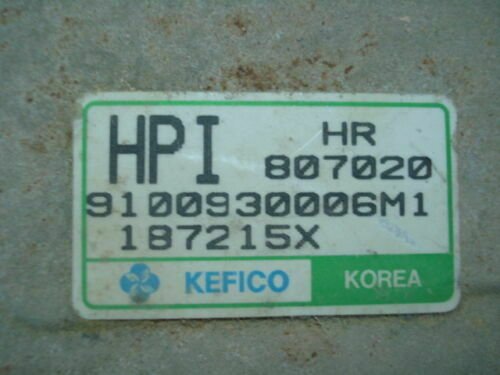 HPI HR
807020
9100930006M1
187215X
KEFICO KOREA